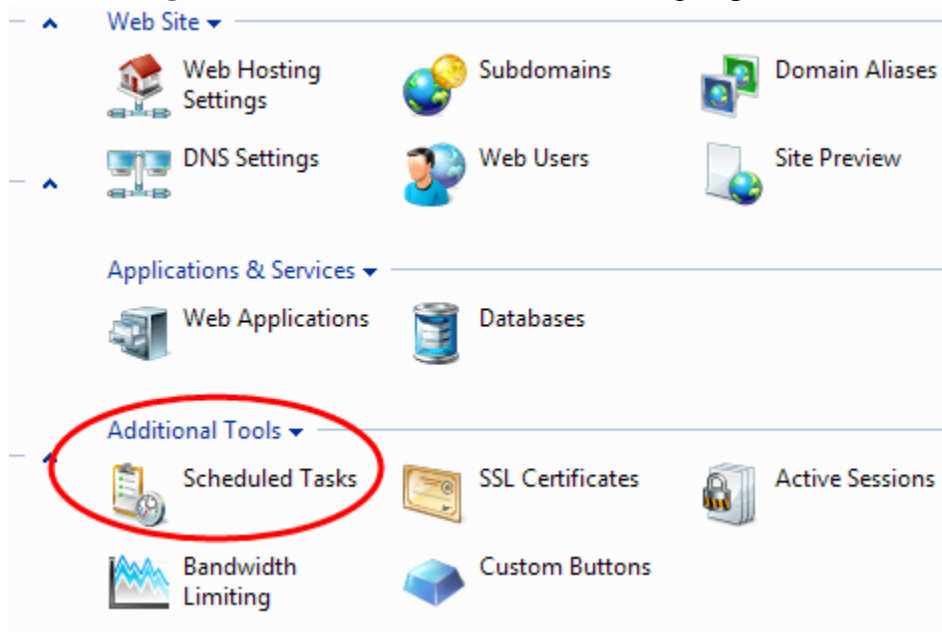 Web Site
Web Hosting Settings
Subdomains
Domain Aliases
DNS Settings
Web Users
Site Preview
Applications & Services
Web Applications
Databases
Additional Tools
Scheduled Tasks
SSL Certificates
Active Sessions
Bandwidth Limiting
Custom Buttons